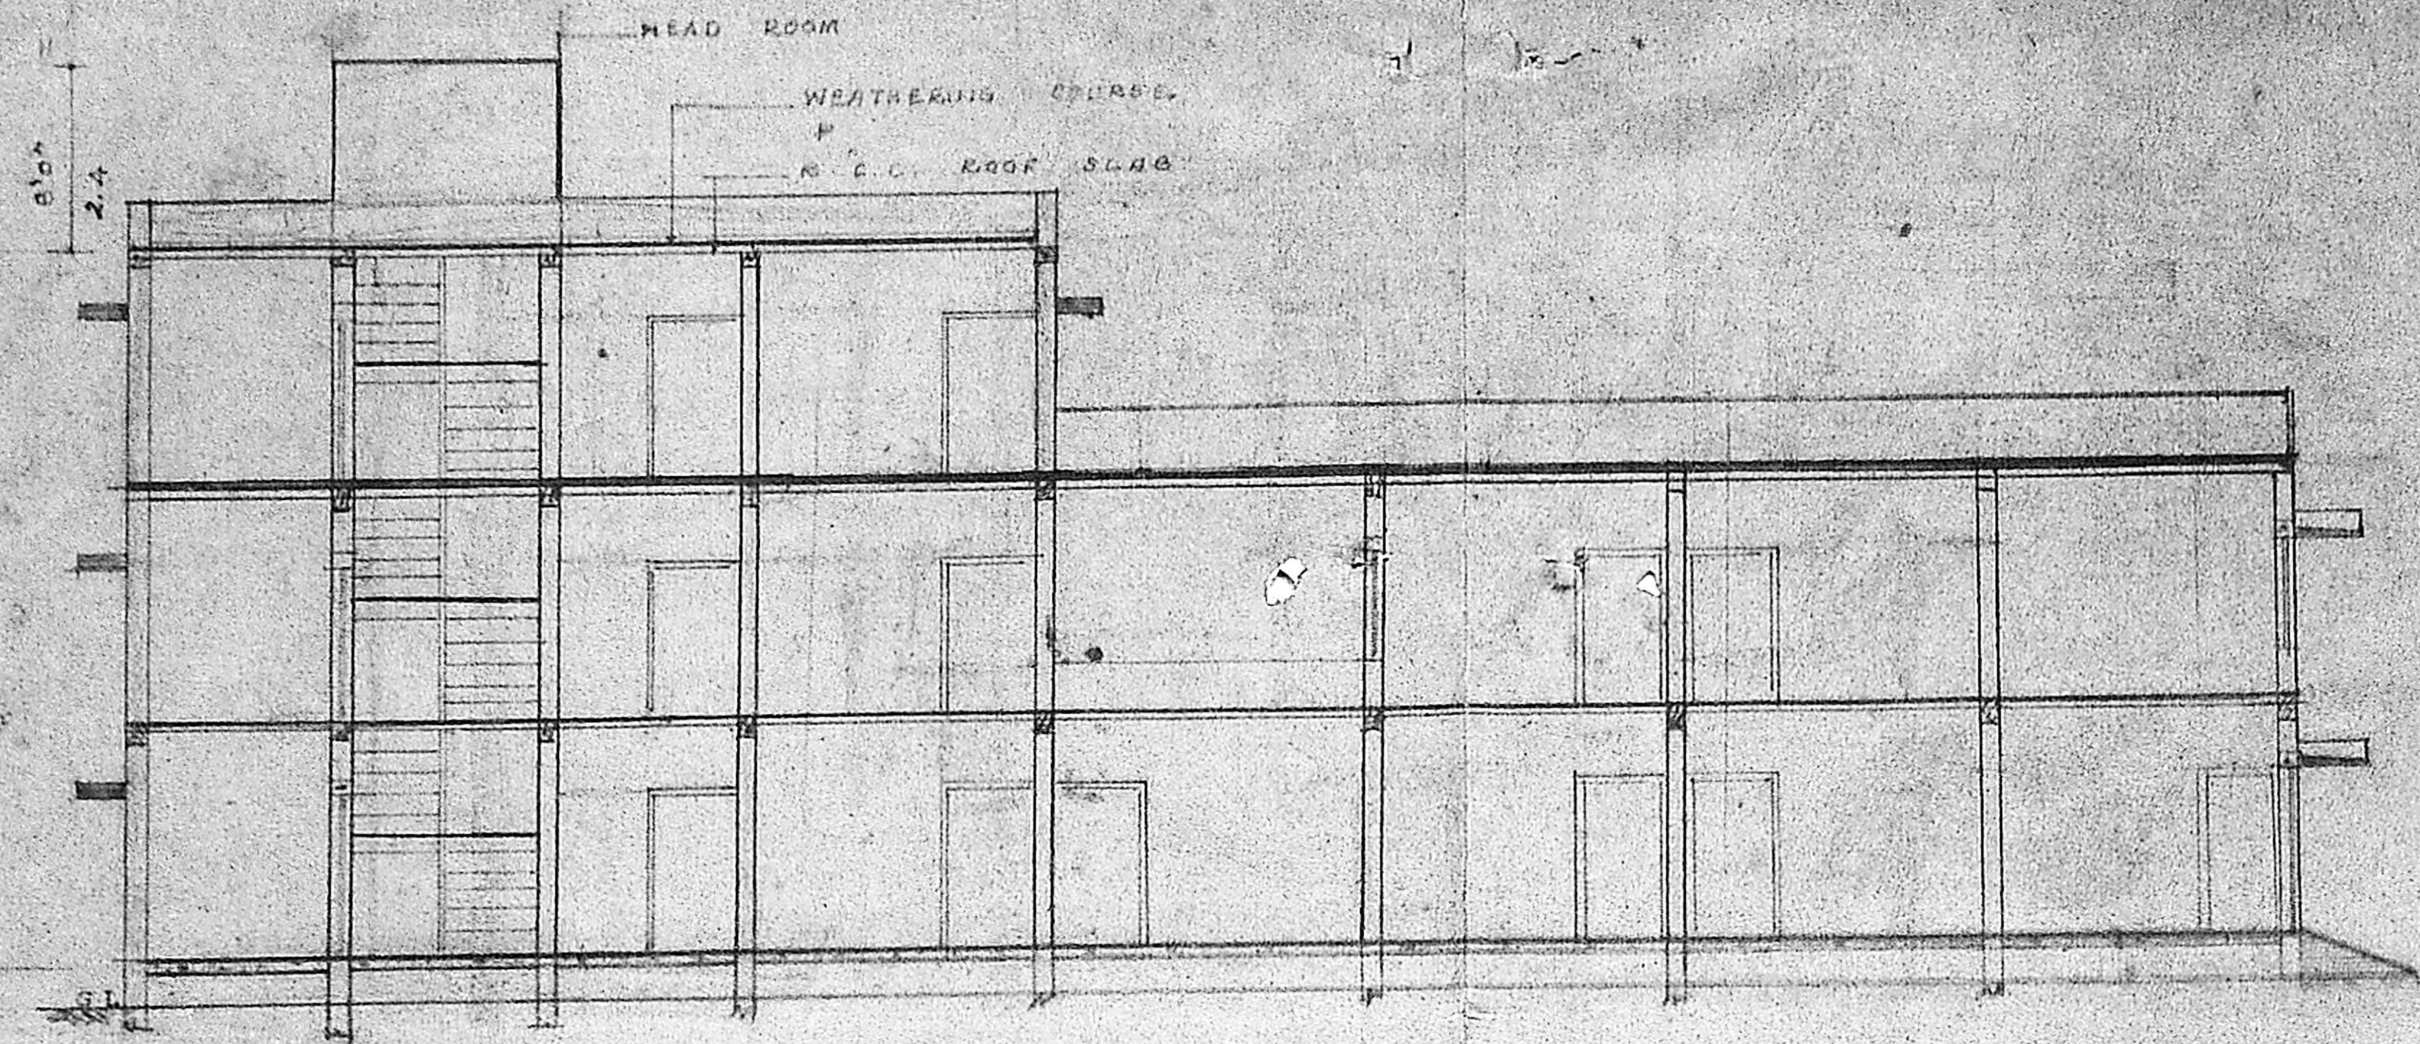 HEAD ROOM
WEATHERING COURSE
R.C.C. ROOF SLAB
8'0"
2.4
G.L.